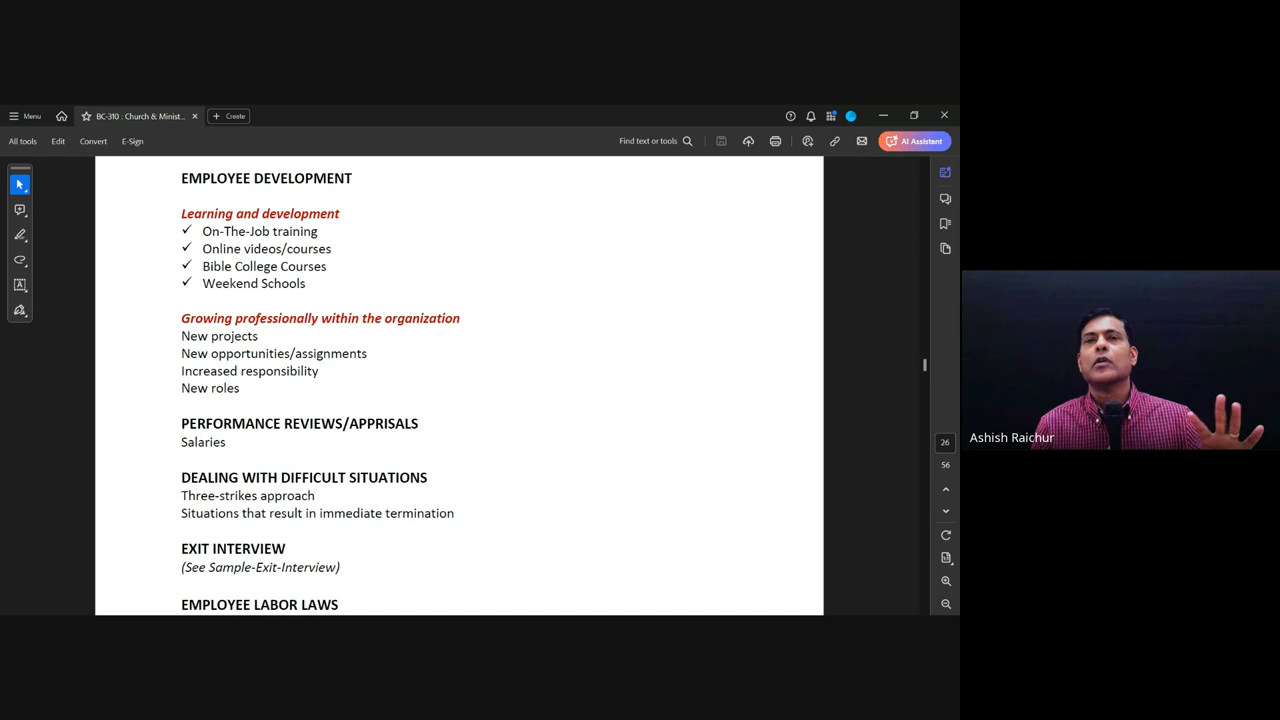 Menu
BC-310 : Church & Minist...
Create
All tools
Edit
Convert
E-Sign
Find text or tools
AI Assistant
EMPLOYEE DEVELOPMENT
Learning and development
✓ On-The-Job training
✓ Online videos/courses
✓ Bible College Courses
✓ Weekend Schools
Growing professionally within the organization
New projects
New opportunities/assignments
Increased responsibility
New roles
PERFORMANCE REVIEWS/APPRISALS
Salaries
DEALING WITH DIFFICULT SITUATIONS
Three-strikes approach
Situations that result in immediate termination
EXIT INTERVIEW
(See Sample-Exit-Interview)
EMPLOYEE LABOR LAWS
26
56
Ashish Raichur